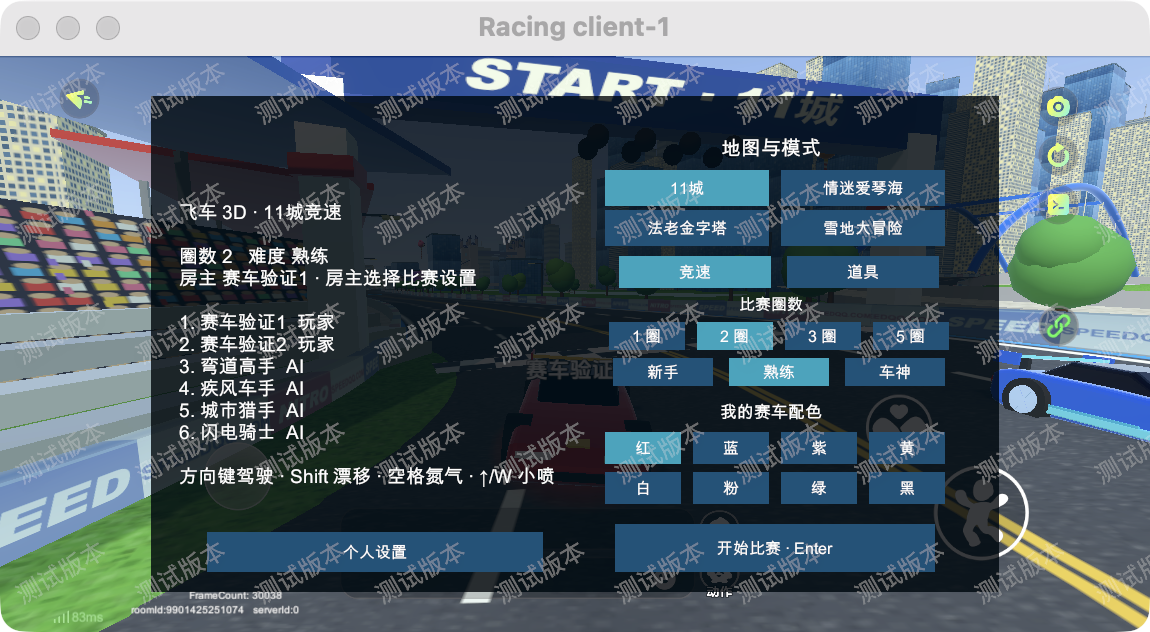 Racing client-1
START · 11城
地图与模式
11城
情迷爱琴海
法老金字塔
雪地大冒险
竞速
道具
比赛圈数
1 圈
2 圈
3 圈
5 圈
新手
熟练
车神
我的赛车配色
红
蓝
紫
黄
白
粉
绿
黑
开始比赛 · Enter
飞车 3D · 11城竞速
圈数 2 难度 熟练
房主 赛车验证1 · 房主选择比赛设置
1. 赛车验证1 玩家
2. 赛车验证2 玩家
3. 弯道高手 AI
4. 疾风车手 AI
5. 城市猎手 AI
6. 闪电骑士 AI
方向键驾驶 · Shift 漂移 · 空格氮气 · ↑/W 小喷
个人设置
赛车验证
动作
FrameCount: 30038
roomId:9901425251074 serverId:0
83ms
测试版本